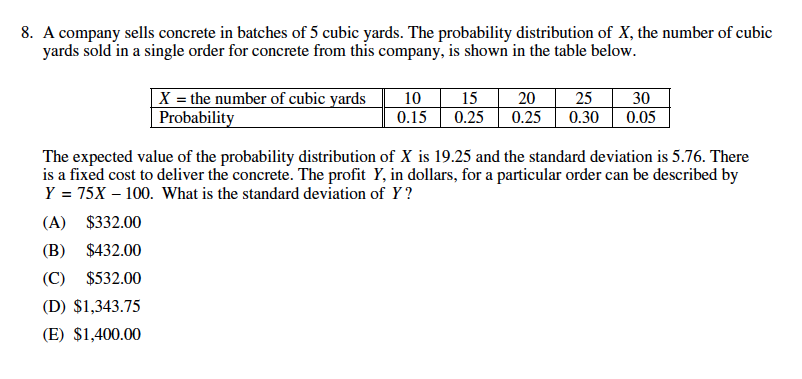 8. A company sells concrete in batches of 5 cubic yards. The probability distribution of X, the number of cubic
yards sold in a single order for concrete from this company, is shown in the table below.
X = the number of cubic yards 10 15 20 25 30
Probability 0.15 0.25 0.25 0.30 0.05
The expected value of the probability distribution of X is 19.25 and the standard deviation is 5.76. There
is a fixed cost to deliver the concrete. The profit Y, in dollars, for a particular order can be described by
Y = 75X – 100. What is the standard deviation of Y?
(A) $332.00
(B) $432.00
(C) $532.00
(D) $1,343.75
(E) $1,400.00